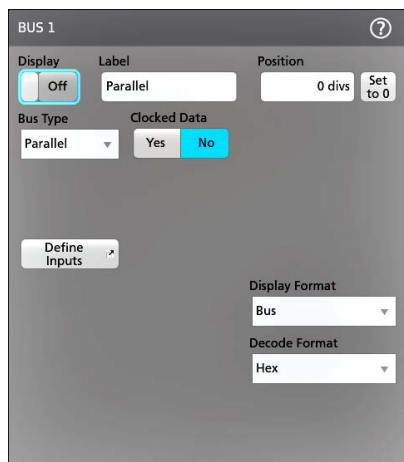 BUS 1
?
Display
Label
Position
Off
Parallel
0 divs
Set
to 0
Bus Type
Clocked Data
Parallel
Yes
No
Define
Inputs
Display Format
Bus
Decode Format
Hex